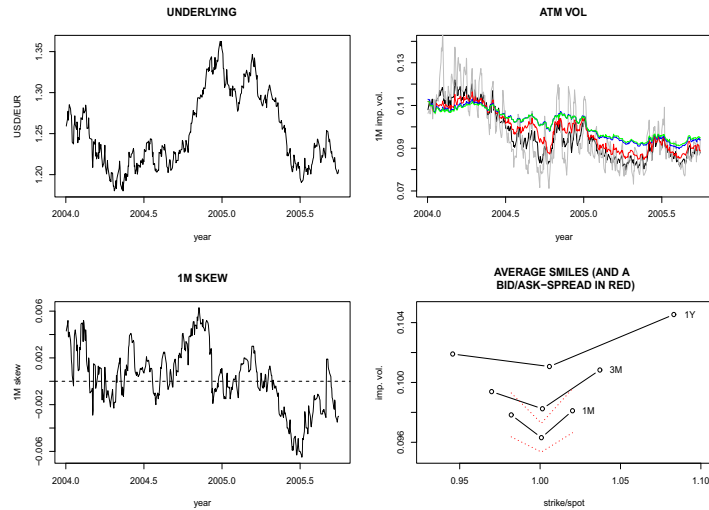 UNDERLYING
USD/EUR
1.35
1.30
1.25
1.20
2004.0
2004.5
2005.0
2005.5
year
ATM VOL
1M imp. vol.
0.13
0.11
0.09
0.07
2004.0
2004.5
2005.0
2005.5
year
1M SKEW
1M skew
0.006
0.002
−0.002
−0.006
2004.0
2004.5
2005.0
2005.5
year
AVERAGE SMILES (AND A
BID/ASK−SPREAD IN RED)
imp. vol.
0.104
0.100
0.096
1Y
3M
1M
0.95
1.00
1.05
1.10
strike/spot